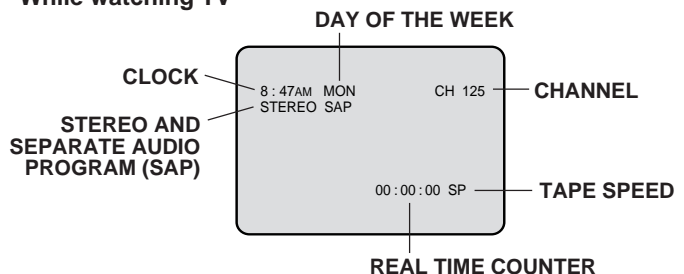 While watching TV
DAY OF THE WEEK
CLOCK
8 : 47AM MON
CH 125
CHANNEL
STEREO SAP
STEREO AND
SEPARATE AUDIO
PROGRAM (SAP)
00 : 00 : 00 SP
TAPE SPEED
REAL TIME COUNTER